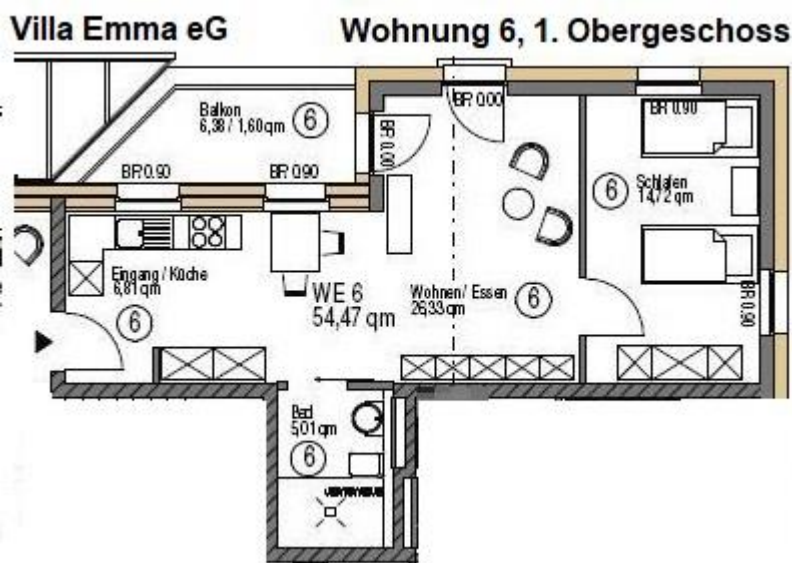 Villa Emma eG
Wohnung 6, 1. Obergeschoss
Balkon
6,38 / 1,60 qm
6
BR 0.90
BR 0.90
BR 0.00
BR 0.00
BR 0.90
6
Schlafen
14,72 qm
Eingang / Küche
6,81 qm
6
WE 6
54,47 qm
Wohnen / Essen
26,33 qm
6
BR 0.90
Bad
5,01 qm
6